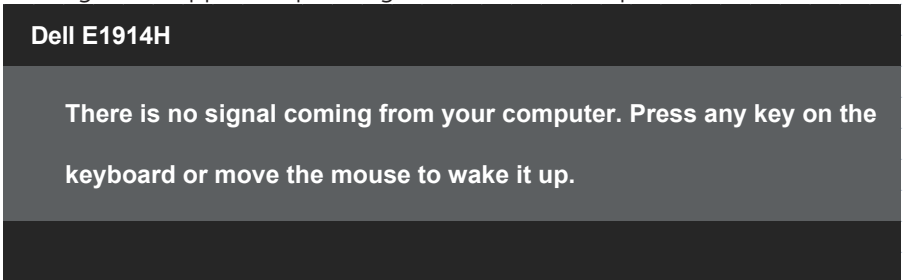 Dell E1914H
There is no signal coming from your computer. Press any key on the
keyboard or move the mouse to wake it up.